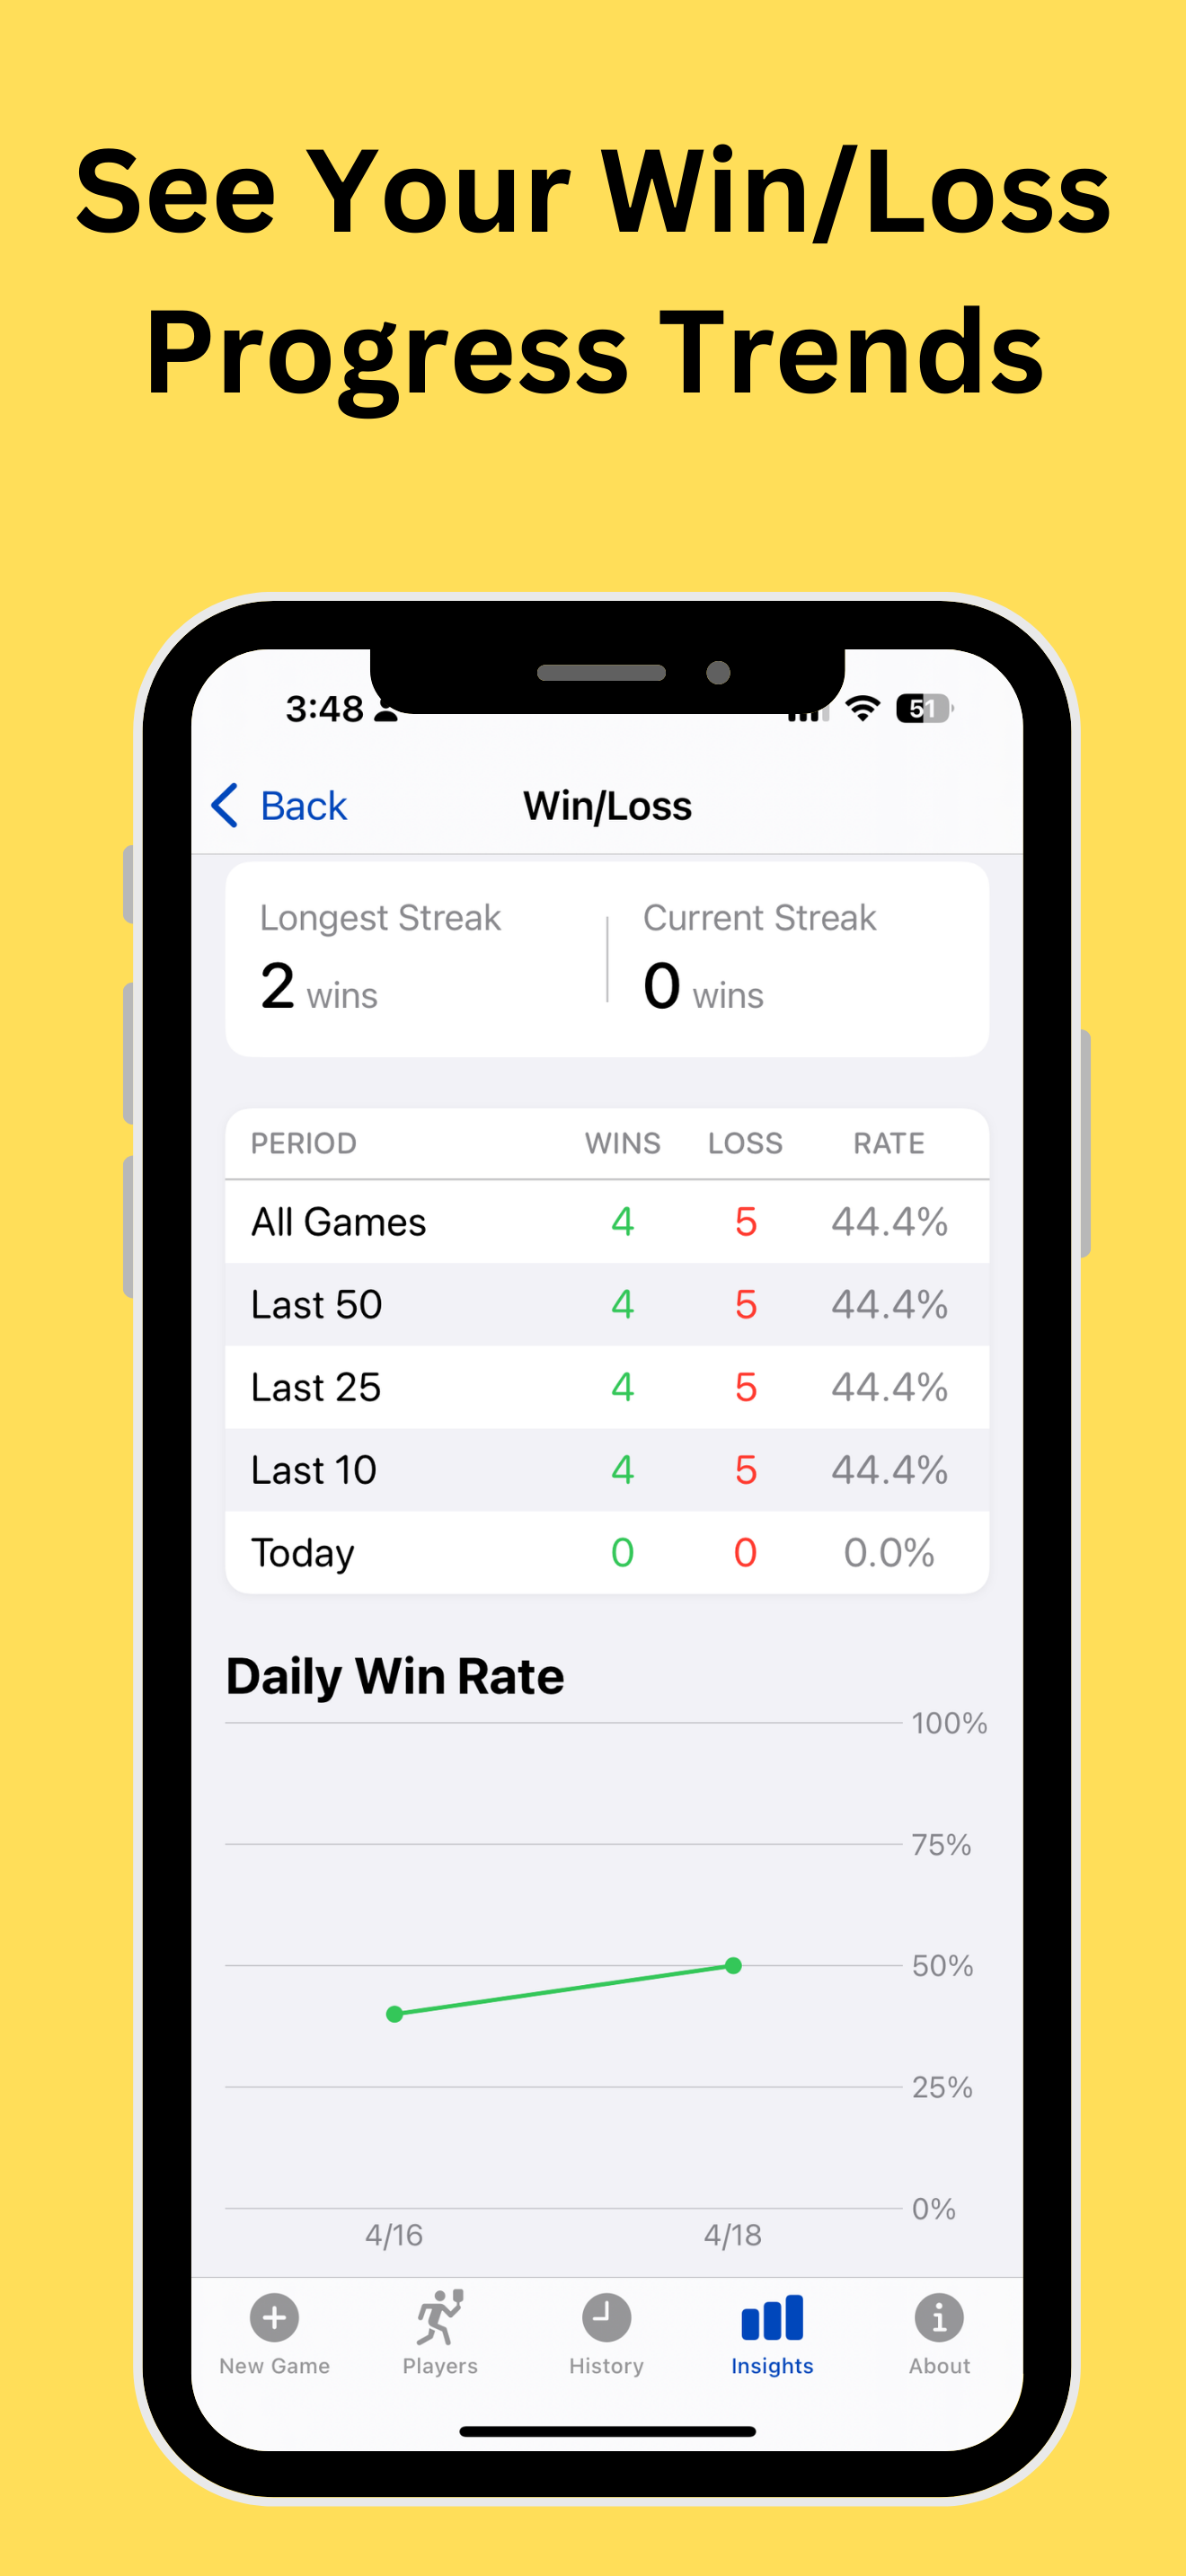 See Your Win/Loss
Progress Trends
3:48 51
Back Win/Loss
Longest Streak Current Streak
2 wins 0 wins
PERIOD WINS LOSS RATE
All Games 4 5 44.4%
Last 50 4 5 44.4%
Last 25 4 5 44.4%
Last 10 4 5 44.4%
Today 0 0 0.0%
Daily Win Rate
100%
75%
50%
25%
0%
4/16 4/18
New Game Players History Insights About